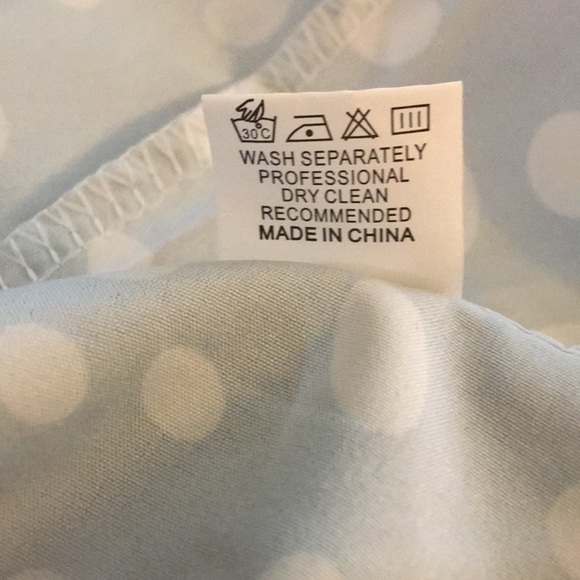 30°C
WASH SEPARATELY
PROFESSIONAL
DRY CLEAN
RECOMMENDED
MADE IN CHINA